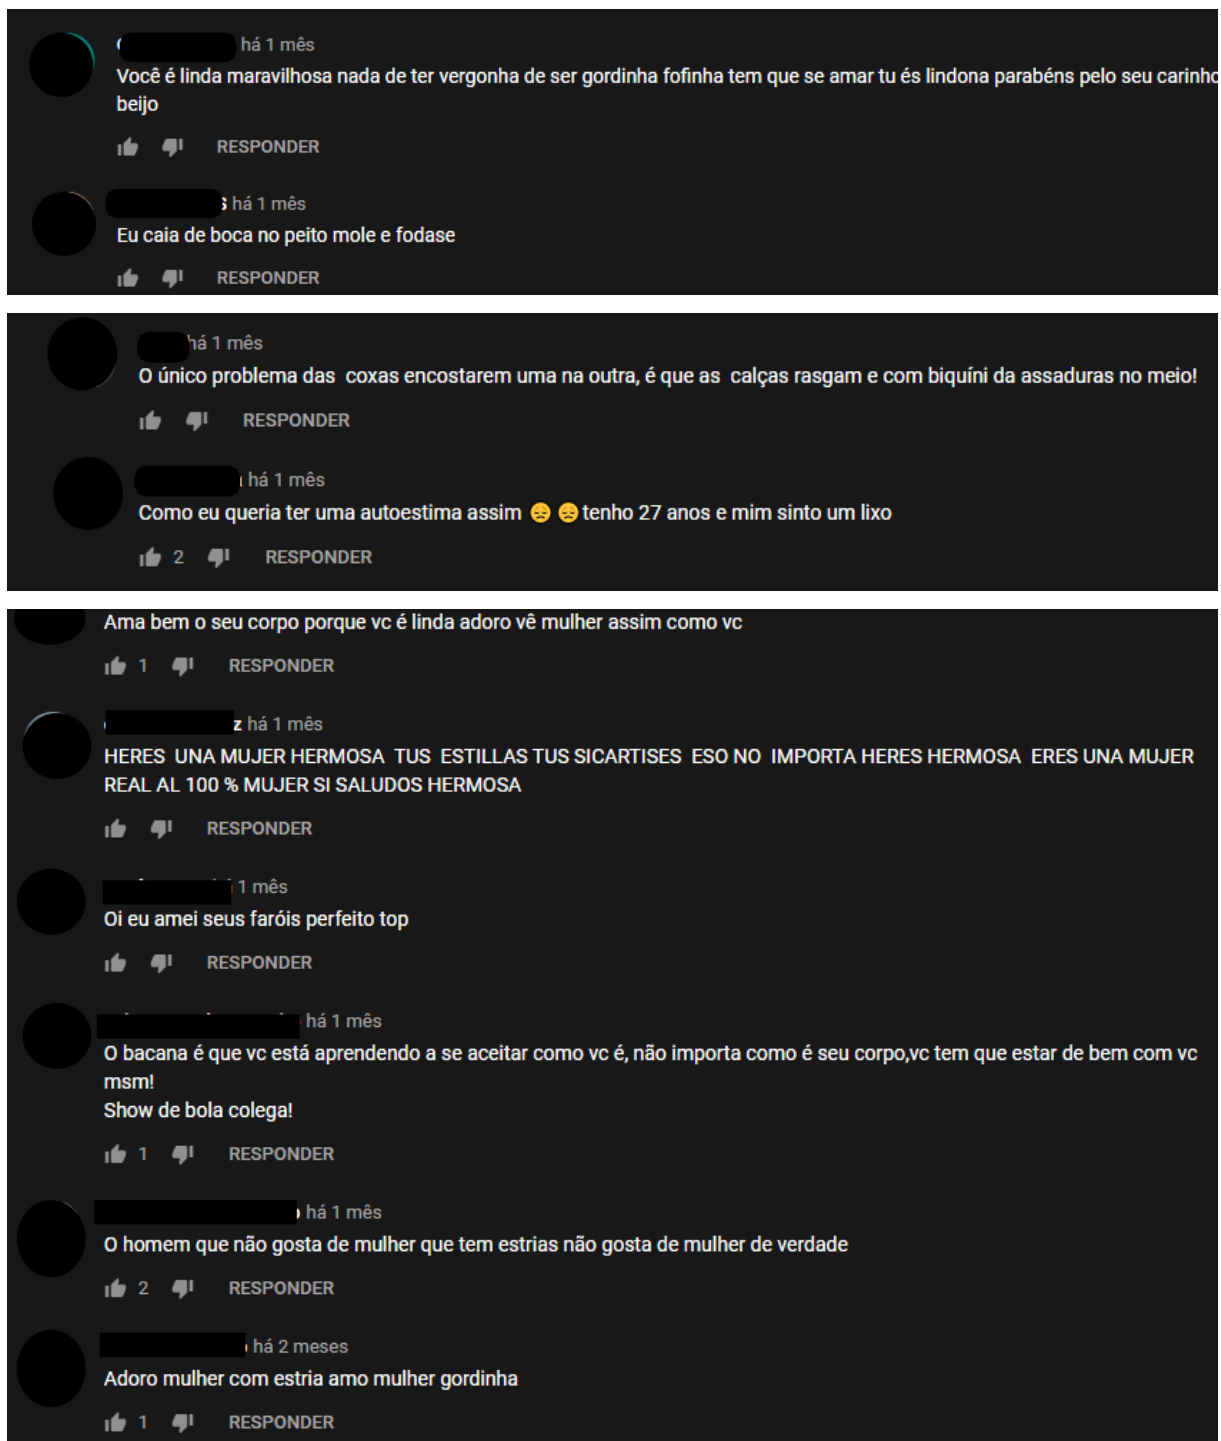 há 1 mês
Você é linda maravilhosa nada de ter vergonha de ser gordinha fofinha tem que se amar tu és lindona parabéns pelo seu carinho
beijo
RESPONDER
há 1 mês
Eu caia de boca no peito mole e fodase
RESPONDER
há 1 mês
O único problema das coxas encostarem uma na outra, é que as calças rasgam e com biquíni da assaduras no meio!
RESPONDER
há 1 mês
Como eu queria ter uma autoestima assim 😔 😔 tenho 27 anos e mim sinto um lixo
2 RESPONDER
Ama bem o seu corpo porque vc é linda adoro vê mulher assim como vc
1 RESPONDER
z há 1 mês
HERES UNA MUJER HERMOSA TUS ESTILLAS TUS SICARTISES ESO NO IMPORTA HERES HERMOSA ERES UNA MUJER
REAL AL 100 % MUJER SI SALUDOS HERMOSA
RESPONDER
1 mês
Oi eu amei seus faróis perfeito top
RESPONDER
há 1 mês
O bacana é que vc está aprendendo a se aceitar como vc é, não importa como é seu corpo,vc tem que estar de bem com vc
msm!
Show de bola colega!
1 RESPONDER
há 1 mês
O homem que não gosta de mulher que tem estrias não gosta de mulher de verdade
2 RESPONDER
há 2 meses
Adoro mulher com estria amo mulher gordinha
1 RESPONDER